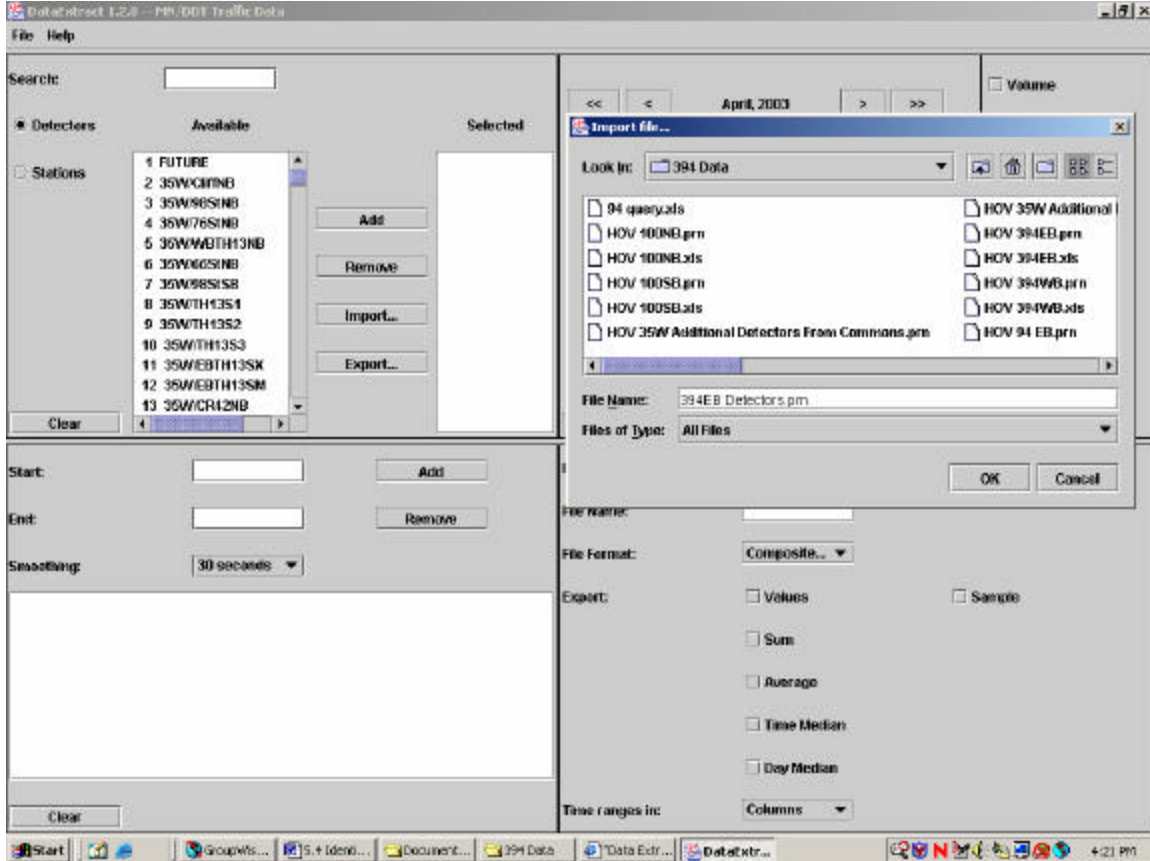 DataExtract 1.2.0 -- MN/DOT Traffic Data
File Help
Search:
Detectors
Available
Selected
Stations
1 FUTURE
3 35W/98StNB
4 35W/76StNB
5 35W/WBTH13NB
6 35W/66StNB
7 35W/98StSB
8 35W/TH13S1
9 35W/TH13S2
10 35W/TH13S3
11 35W/EBTH13SX
12 35W/EBTH13SM
13 35W/CR42NB
Add
Remove
Import...
Export...
Clear
<< < April, 2003 > >>
Volume
Import file...
Look In: 394 Data
94 query.xls
HOV 100NB.prn
HOV 100NB.xls
HOV 100SB.prn
HOV 100SB.xls
HOV 35W Additional Detectors From Commons.prn
HOV 35W Additional
HOV 394EB.prn
HOV 394EB.xls
HOV 394WB.prn
HOV 394WB.xls
HOV 94 EB.prn
File Name: 394EB Detectors.prn
Files of Type: All Files
OK Cancel
Start: Add
End: Remove
Smoothing: 30 seconds
Clear
File Name:
File Format: Composite...
Export: Values Sample
Sum
Average
Time Median
Day Median
Time ranges in: Columns
Start GroupWis... 5.4 Identi... Document... 394 Data "Data Extr... DataExtr... 4:21 PM